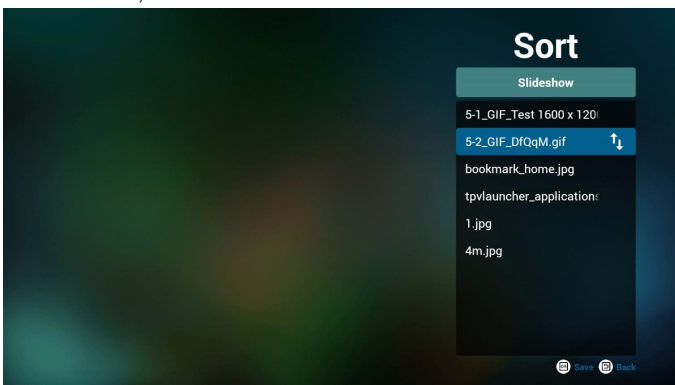 Sort
Slideshow
5-1_GIF_Test 1600 x 120
5-2_GIF_DfQqM.gif
bookmark_home.jpg
tpvlauncher_applications
1.jpg
4m.jpg
Save Back